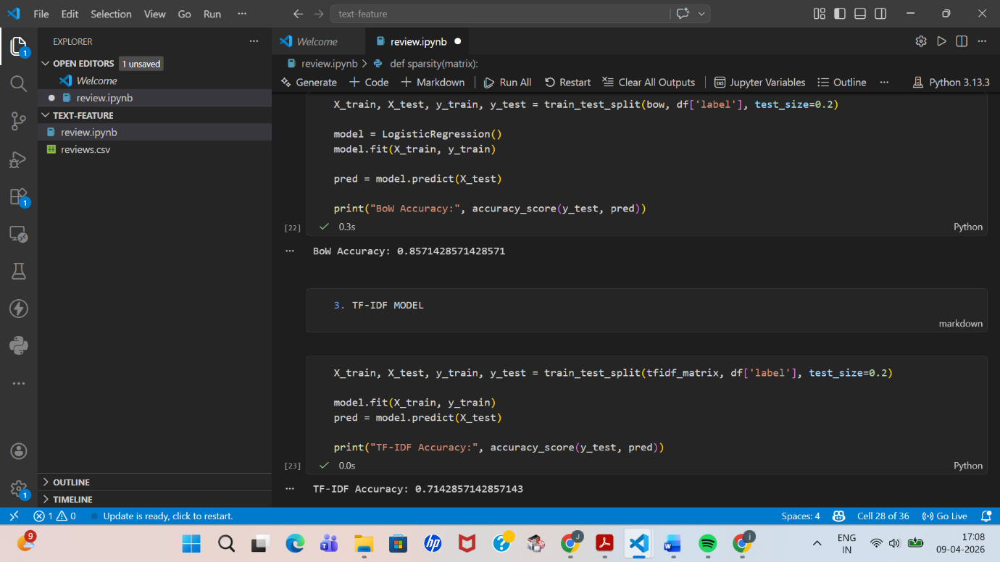 File Edit Selection View Go Run ···
text-feature
EXPLORER ···
OPEN EDITORS 1 unsaved
Welcome
review.ipynb
TEXT-FEATURE
review.ipynb
reviews.csv
OUTLINE
TIMELINE
1
1
1
Welcome
review.ipynb
review.ipynb > def sparsity(matrix):
Generate + Code + Markdown | Run All Restart Clear All Outputs | Jupyter Variables Outline ··· Python 3.13.3
X_train, X_test, y_train, y_test = train_test_split(bow, df['label'], test_size=0.2)
model = LogisticRegression()
model.fit(X_train, y_train)
pred = model.predict(X_test)
print("BoW Accuracy:", accuracy_score(y_test, pred))
[22] 0.3s Python
BoW Accuracy: 0.8571428571428571
3. TF-IDF MODEL
markdown
X_train, X_test, y_train, y_test = train_test_split(tfidf_matrix, df['label'], test_size=0.2)
model.fit(X_train, y_train)
pred = model.predict(X_test)
print("TF-IDF Accuracy:", accuracy_score(y_test, pred))
[23] 0.0s Python
TF-IDF Accuracy: 0.7142857142857143
1 0 Update is ready, click to restart. Spaces: 4 Cell 28 of 36 Go Live
9
hp
ENG
IN
17:08
09-04-2026